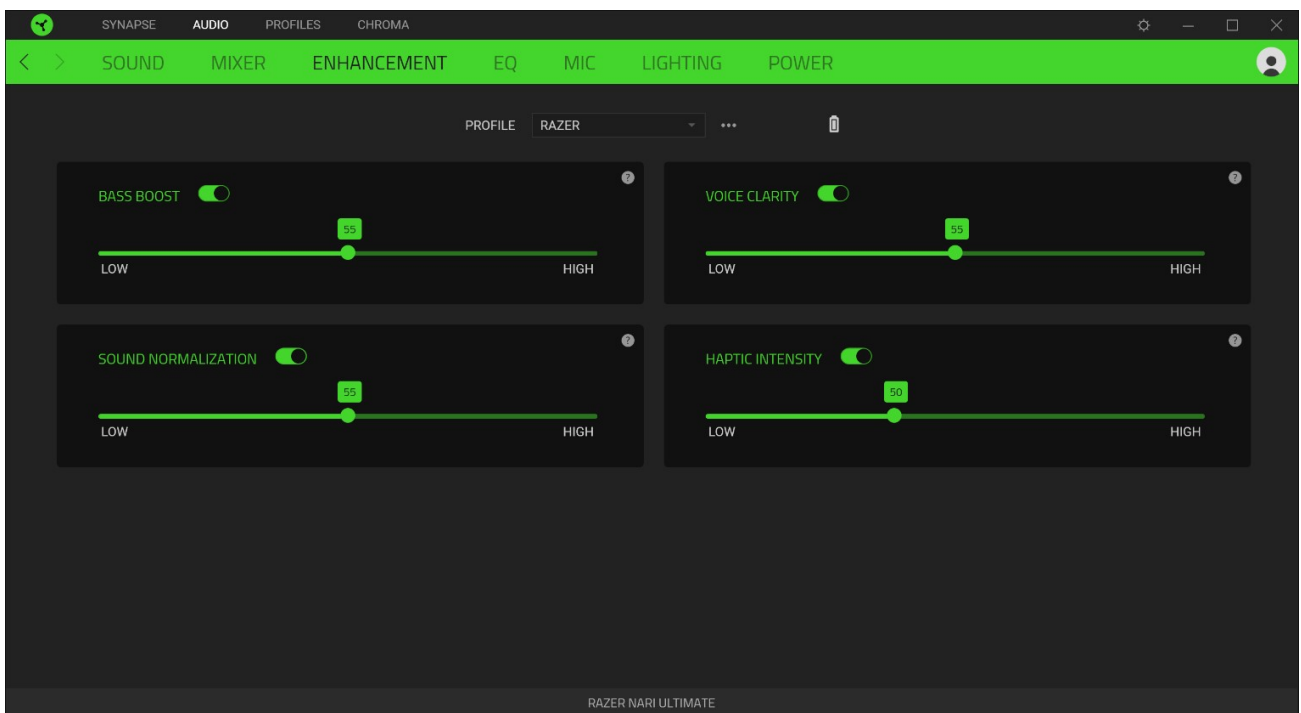 SYNAPSE AUDIO PROFILES CHROMA
SOUND MIXER ENHANCEMENT EQ MIC LIGHTING POWER
PROFILE RAZER
BASS BOOST
55
LOW HIGH
VOICE CLARITY
55
LOW HIGH
SOUND NORMALIZATION
55
LOW HIGH
HAPTIC INTENSITY
50
LOW HIGH
RAZER NARI ULTIMATE